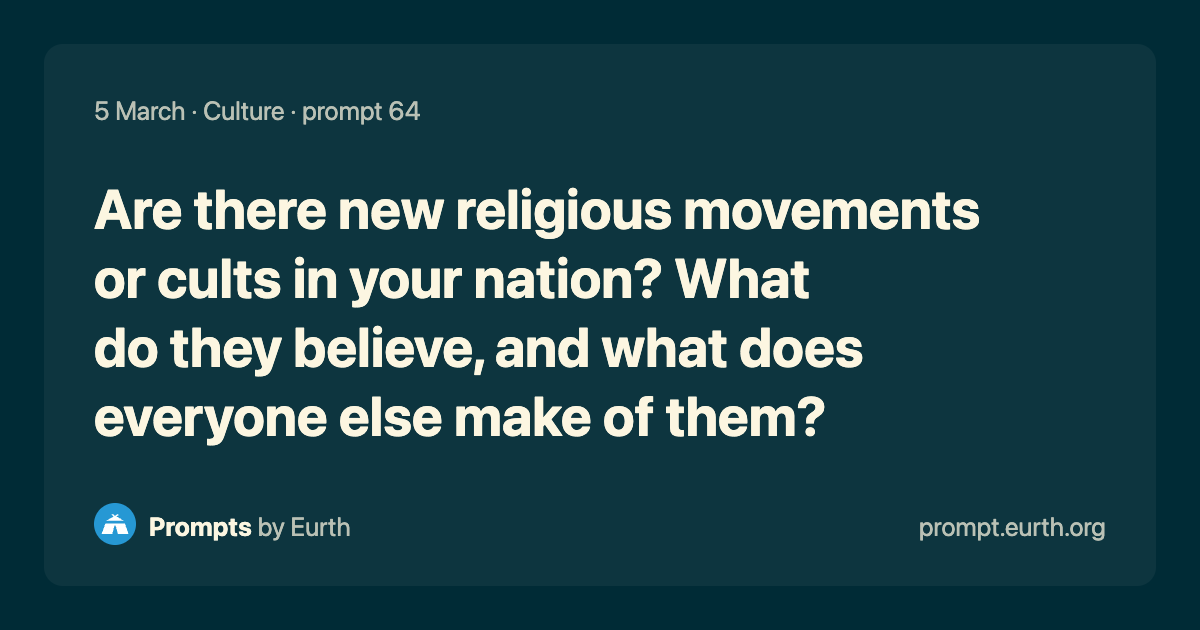 5 March · Culture · prompt 64
Are there new religious movements
or cults in your nation? What
do they believe, and what does
everyone else make of them?
Prompts by Eurth
prompt.eurth.org